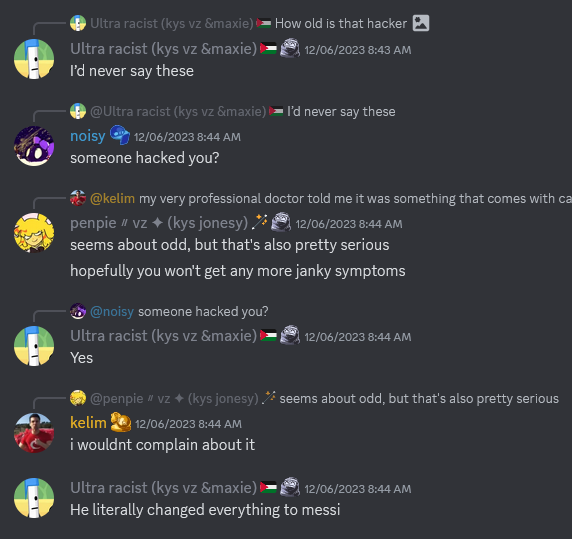 Ultra racist (kys vz &maxie) How old is that hacker
Ultra racist (kys vz &maxie) 12/06/2023 8:43 AM
I'd never say these
@Ultra racist (kys vz &maxie) I'd never say these
noisy 12/06/2023 8:44 AM
someone hacked you?
@kelim my very professional doctor told me it was something that comes with ca
penpie〃vz ✦ (kys jonesy) 12/06/2023 8:44 AM
seems about odd, but that's also pretty serious
hopefully you won't get any more janky symptoms
@noisy someone hacked you?
Ultra racist (kys vz &maxie) 12/06/2023 8:44 AM
Yes
@penpie〃vz ✦ (kys jonesy) seems about odd, but that's also pretty serious
kelim 12/06/2023 8:44 AM
i wouldnt complain about it
Ultra racist (kys vz &maxie) 12/06/2023 8:44 AM
He literally changed everything to messi